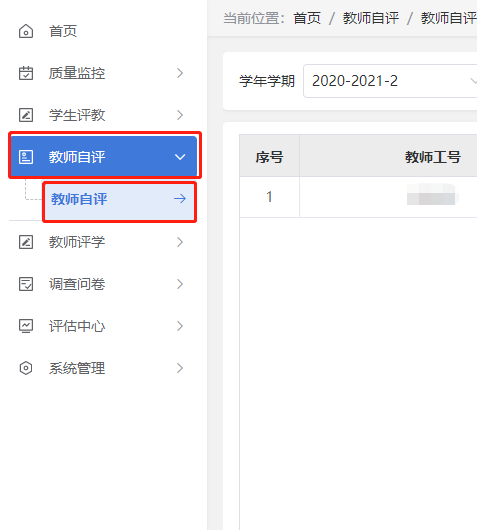 首页
质量监控
学生评教
教师自评
教师自评
教师评学
调查问卷
评估中心
系统管理
当前位置: 首页 / 教师自评 / 教师自评
学年学期 2020-2021-2
序号 教师工号
1